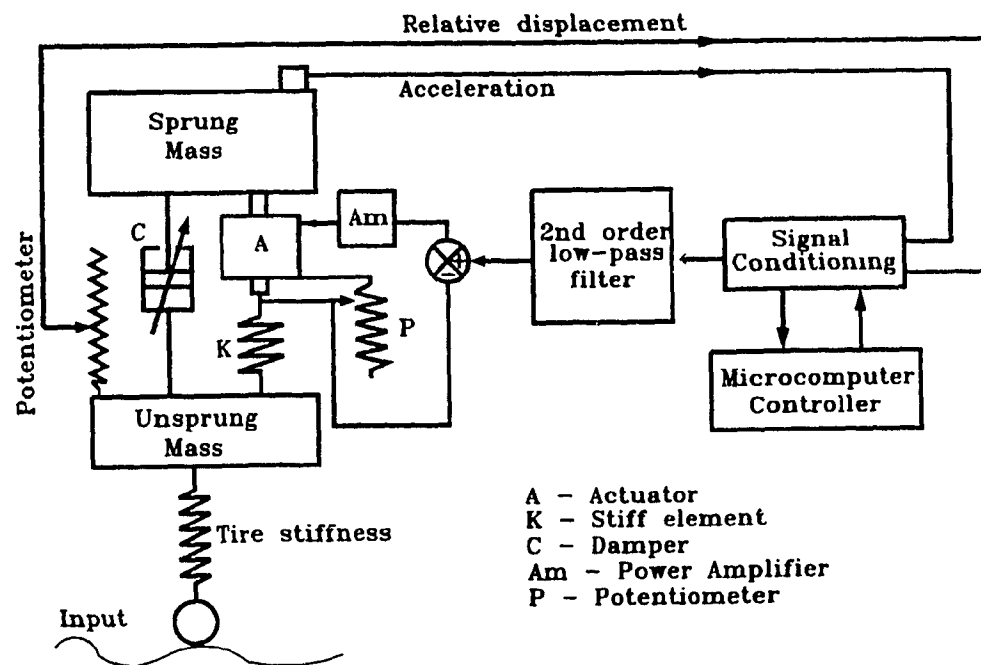 Relative displacement
Acceleration
Sprung
Mass
Potentiometer
C
A
Am
+
-
2nd order
low-pass
filter
Signal
Conditioning
K
P
Microcomputer
Controller
Unsprung
Mass
Tire stiffness
Input
A - Actuator
K - Stiff element
C - Damper
Am - Power Amplifier
P - Potentiometer